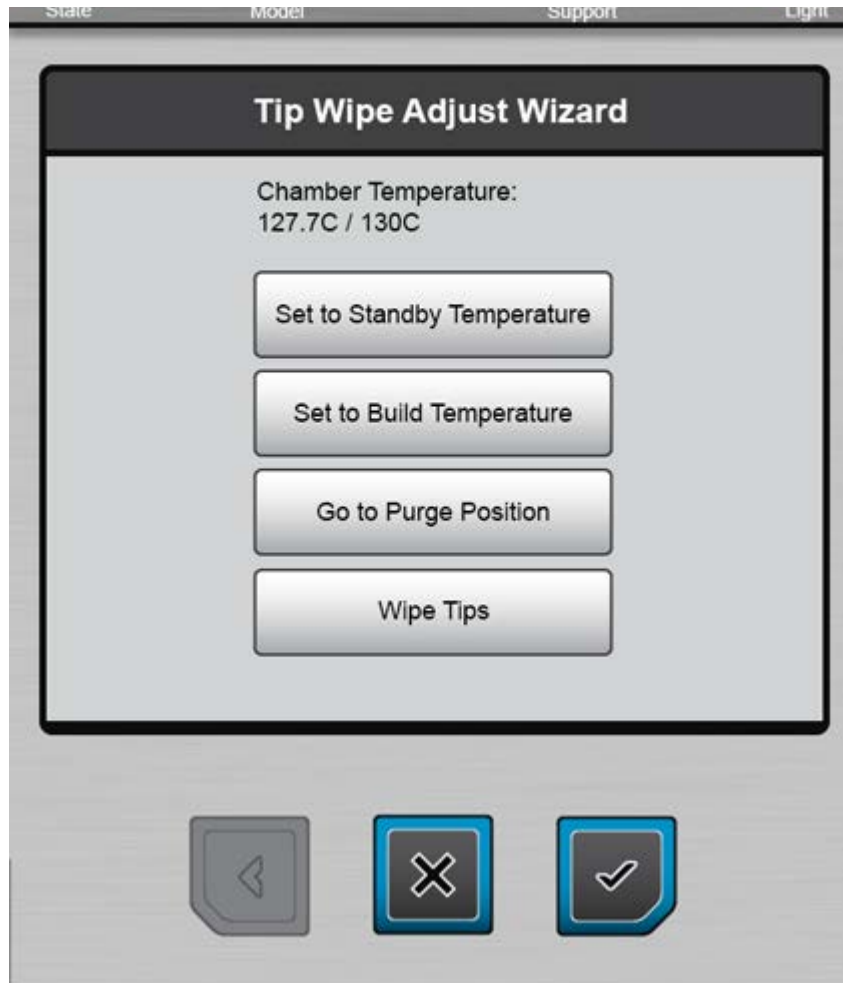 State Model Support Light
Tip Wipe Adjust Wizard
Chamber Temperature:
127.7C / 130C
Set to Standby Temperature
Set to Build Temperature
Go to Purge Position
Wipe Tips